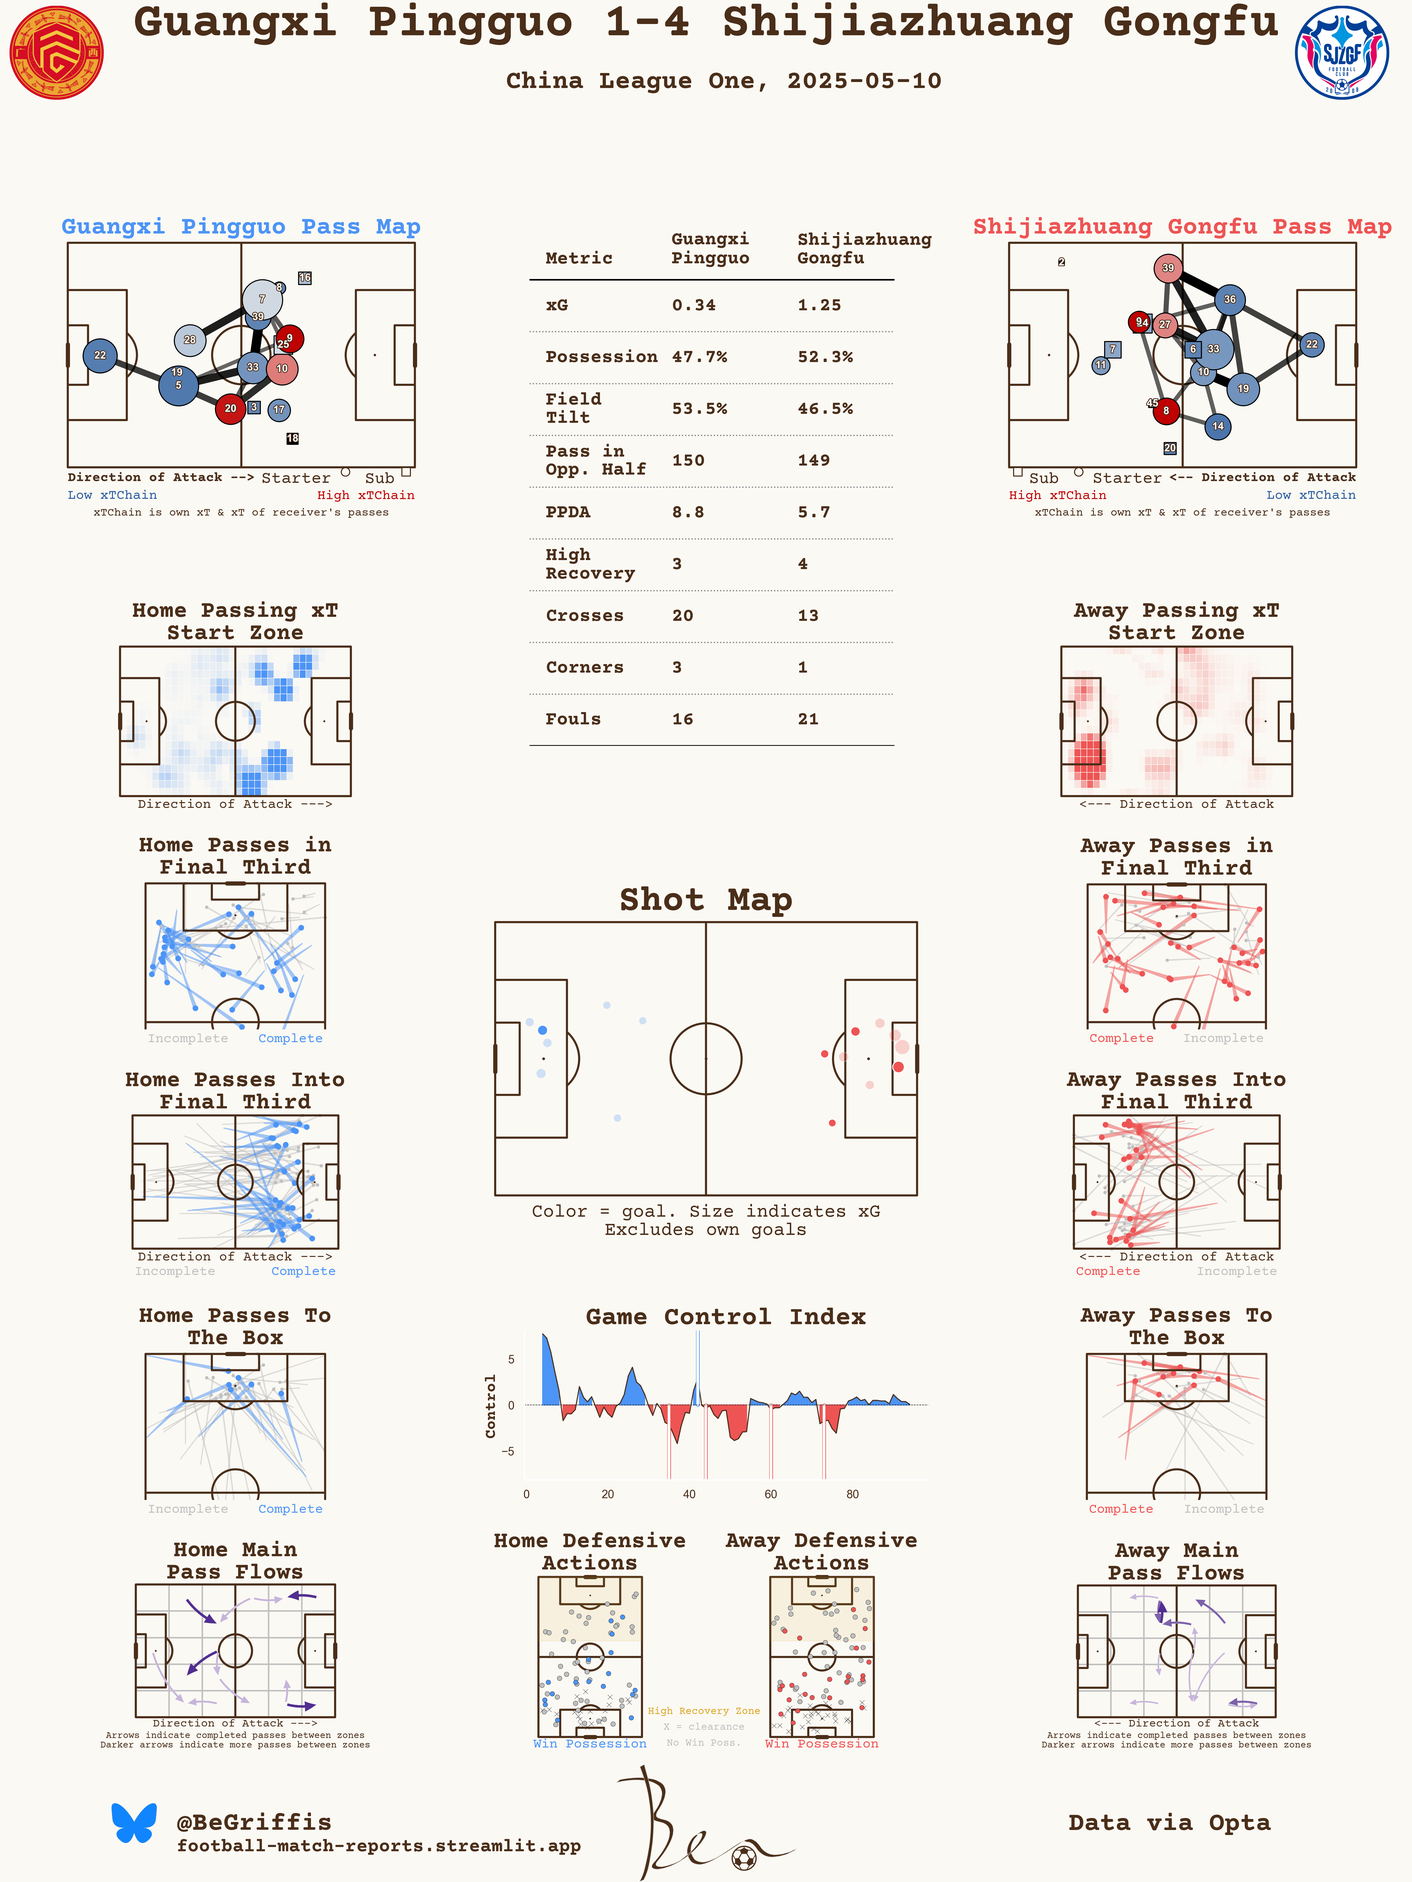 Guangxi Pingguo 1-4 Shijiazhuang Gongfu
China League One, 2025-05-10
SJZGF
FOOTBALL
CLUB
Guangxi Pingguo Pass Map
16
8
7
39
9
28
25
22
33
10
19
5
20
3
17
18
Direction of Attack --> Starter Sub
Low xTChain High xTChain
xTChain is own xT & xT of receiver's passes
Metric Guangxi Pingguo Shijiazhuang Gongfu
xG 0.34 1.25
Possession 47.7% 52.3%
Field Tilt 53.5% 46.5%
Pass in Opp. Half 150 149
PPDA 8.8 5.7
High Recovery 3 4
Crosses 20 13
Corners 3 1
Fouls 16 21
Shijiazhuang Gongfu Pass Map
2
39
36
9
27
7
6
33
22
11
10
19
45
8
14
20
Sub Starter <-- Direction of Attack
High xTChain Low xTChain
xTChain is own xT & xT of receiver's passes
Home Passing xT
Start Zone
Direction of Attack --->
Away Passing xT
Start Zone
<--- Direction of Attack
Home Passes in
Final Third
Incomplete Complete
Away Passes in
Final Third
Complete Incomplete
Shot Map
Color = goal. Size indicates xG
Excludes own goals
Home Passes Into
Final Third
Direction of Attack --->
Incomplete Complete
Away Passes Into
Final Third
<--- Direction of Attack
Complete Incomplete
Home Passes To
The Box
Incomplete Complete
Game Control Index
Control
5
0
−5
0 20 40 60 80
Away Passes To
The Box
Complete Incomplete
Home Main
Pass Flows
Direction of Attack --->
Arrows indicate completed passes between zones
Darker arrows indicate more passes between zones
Home Defensive
Actions
Win Possession
Away Defensive
Actions
Win Possession
High Recovery Zone
X = clearance
No Win Poss.
Away Main
Pass Flows
<--- Direction of Attack
Arrows indicate completed passes between zones
Darker arrows indicate more passes between zones
@BeGriffis
football-match-reports.streamlit.app
Ben
Data via Opta